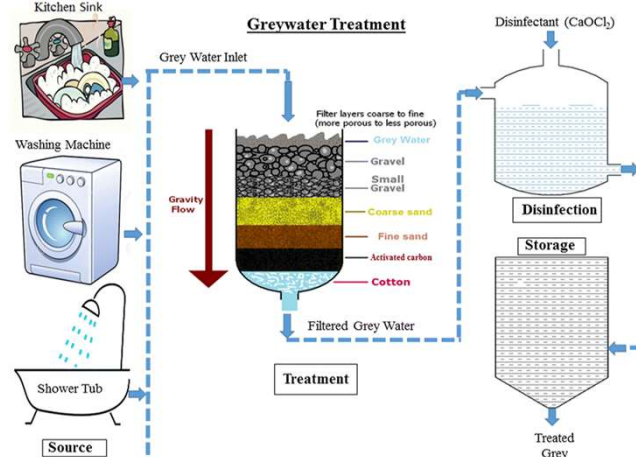 Kitchen Sink
Greywater Treatment
Disinfectant (CaOCl₂)
Grey Water Inlet
Filter layers coarse to fine
(more porous to less porous)
Washing Machine
Grey Water
Gravel
Small
Gravel
Gravity
Flow
Coarse sand
Fine sand
Activated carbon
Cotton
Disinfection
Storage
Filtered Grey Water
Shower Tub
Treatment
Source
Treated
Grey